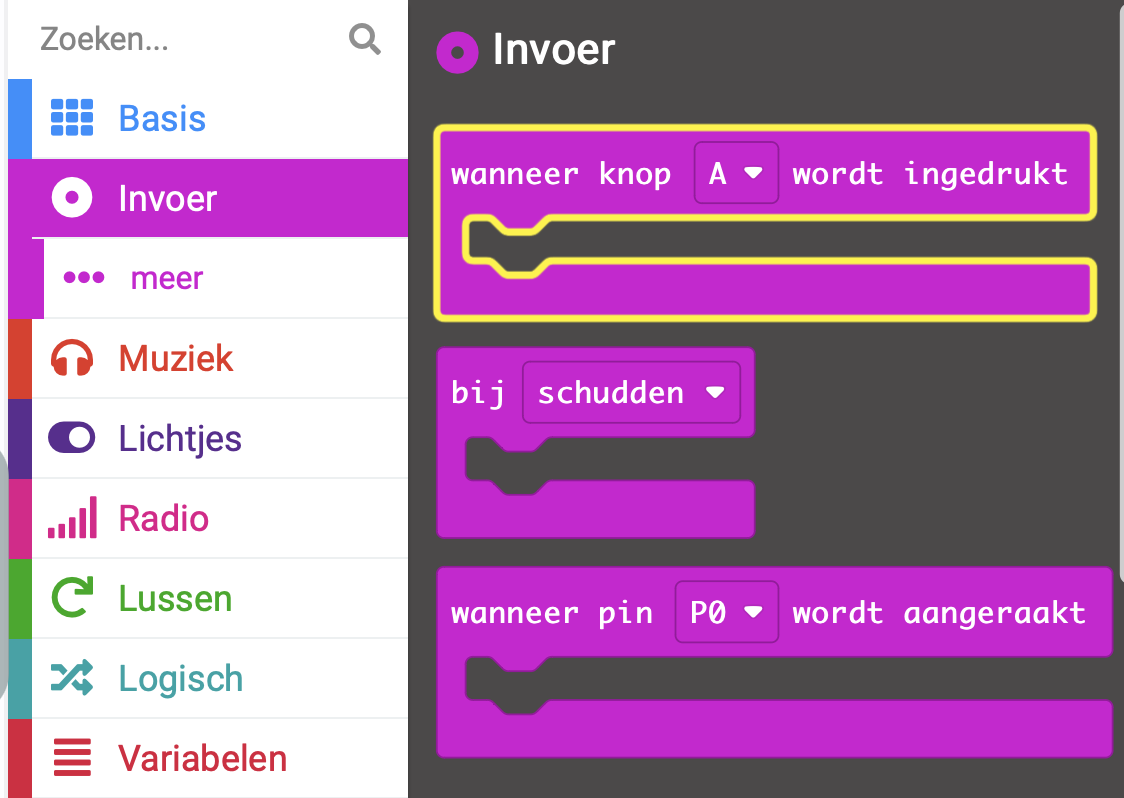 Zoeken...
Basis
Invoer
meer
Muziek
Lichtjes
Radio
Lussen
Logisch
Variabelen
Invoer
wanneer knop A wordt ingedrukt
bij schudden
wanneer pin P0 wordt aangeraakt